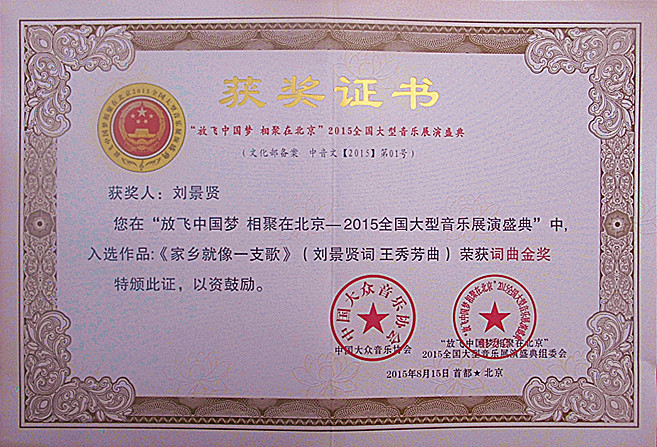 获奖证书
“放飞中国梦 相聚在北京”2015全国大型音乐展演盛典
（文化部备案 中音文【2015】第01号）
获奖人：刘景贤
您在“放飞中国梦 相聚在北京—2015全国大型音乐展演盛典”中，
入选作品：《家乡就像一支歌》（刘景贤词 王秀芳曲）荣获词曲金奖
特颁此证，以资鼓励。
中国大众音乐协会
中国大众音乐协会
“放飞中国梦相聚在北京”
2015全国大型音乐展演盛典组委会
2015年8月15日 首都★北京